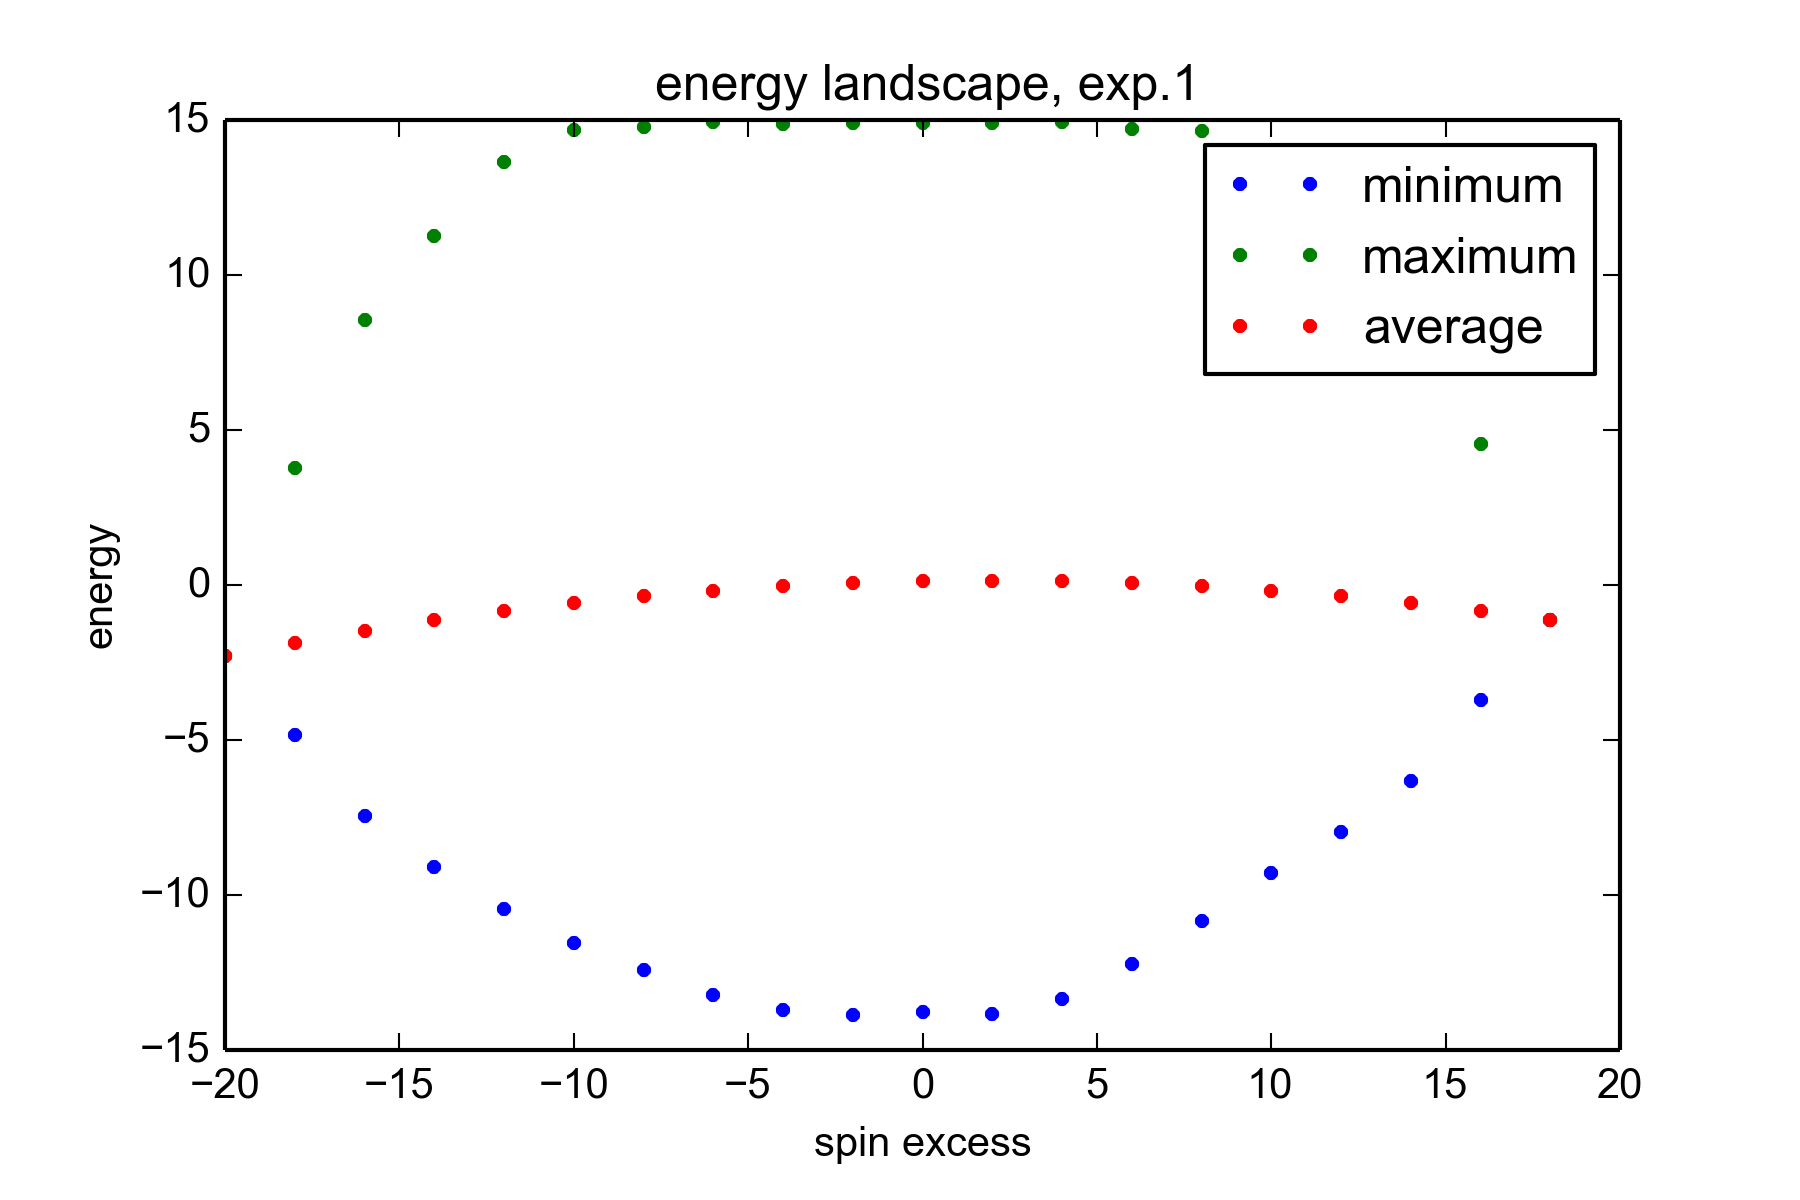 energy landscape, exp.1
15
10
5
0
−5
−10
−15
energy
minimum
maximum
average
−20 −15 −10 −5 0 5 10 15 20
spin excess